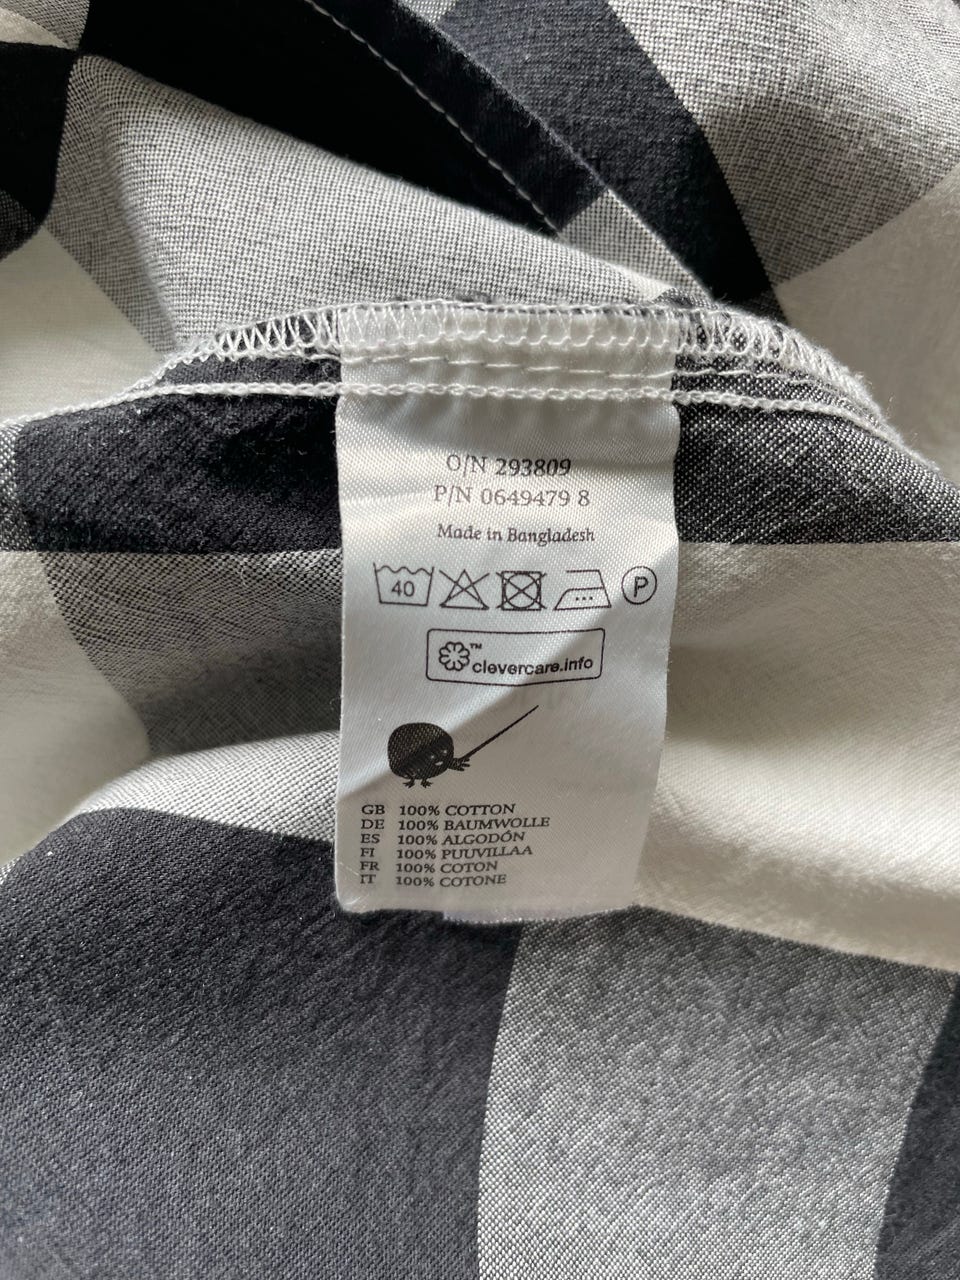 O/N 293809
P/N 0649479 8
Made in Bangladesh
40 P
™ clevercare.info
GB 100% COTTON
DE 100% BAUMWOLLE
ES 100% ALGODÓN
FI 100% PUUVILLAA
FR 100% COTON
IT 100% COTONE